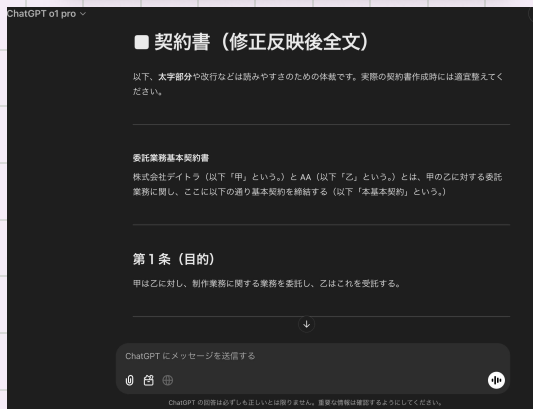 ChatGPT o1 pro
■ 契約書（修正反映後全文）
以下、太字部分や改行などは読みやすさのための体裁です。実際の契約書作成時には適宜整えてく
ださい。
委託業務基本契約書
株式会社デイトラ（以下「甲」という。）と AA（以下「乙」という。）とは、甲の乙に対する委託
業務に関し、ここに以下の通り基本契約を締結する（以下「本基本契約」という。）
第 1 条（目的）
甲は乙に対し、制作業務に関する業務を委託し、乙はこれを受託する。
ChatGPT にメッセージを送信する
ChatGPT の回答は必ずしも正しいとは限りません。重要な情報は確認するようにしてください。